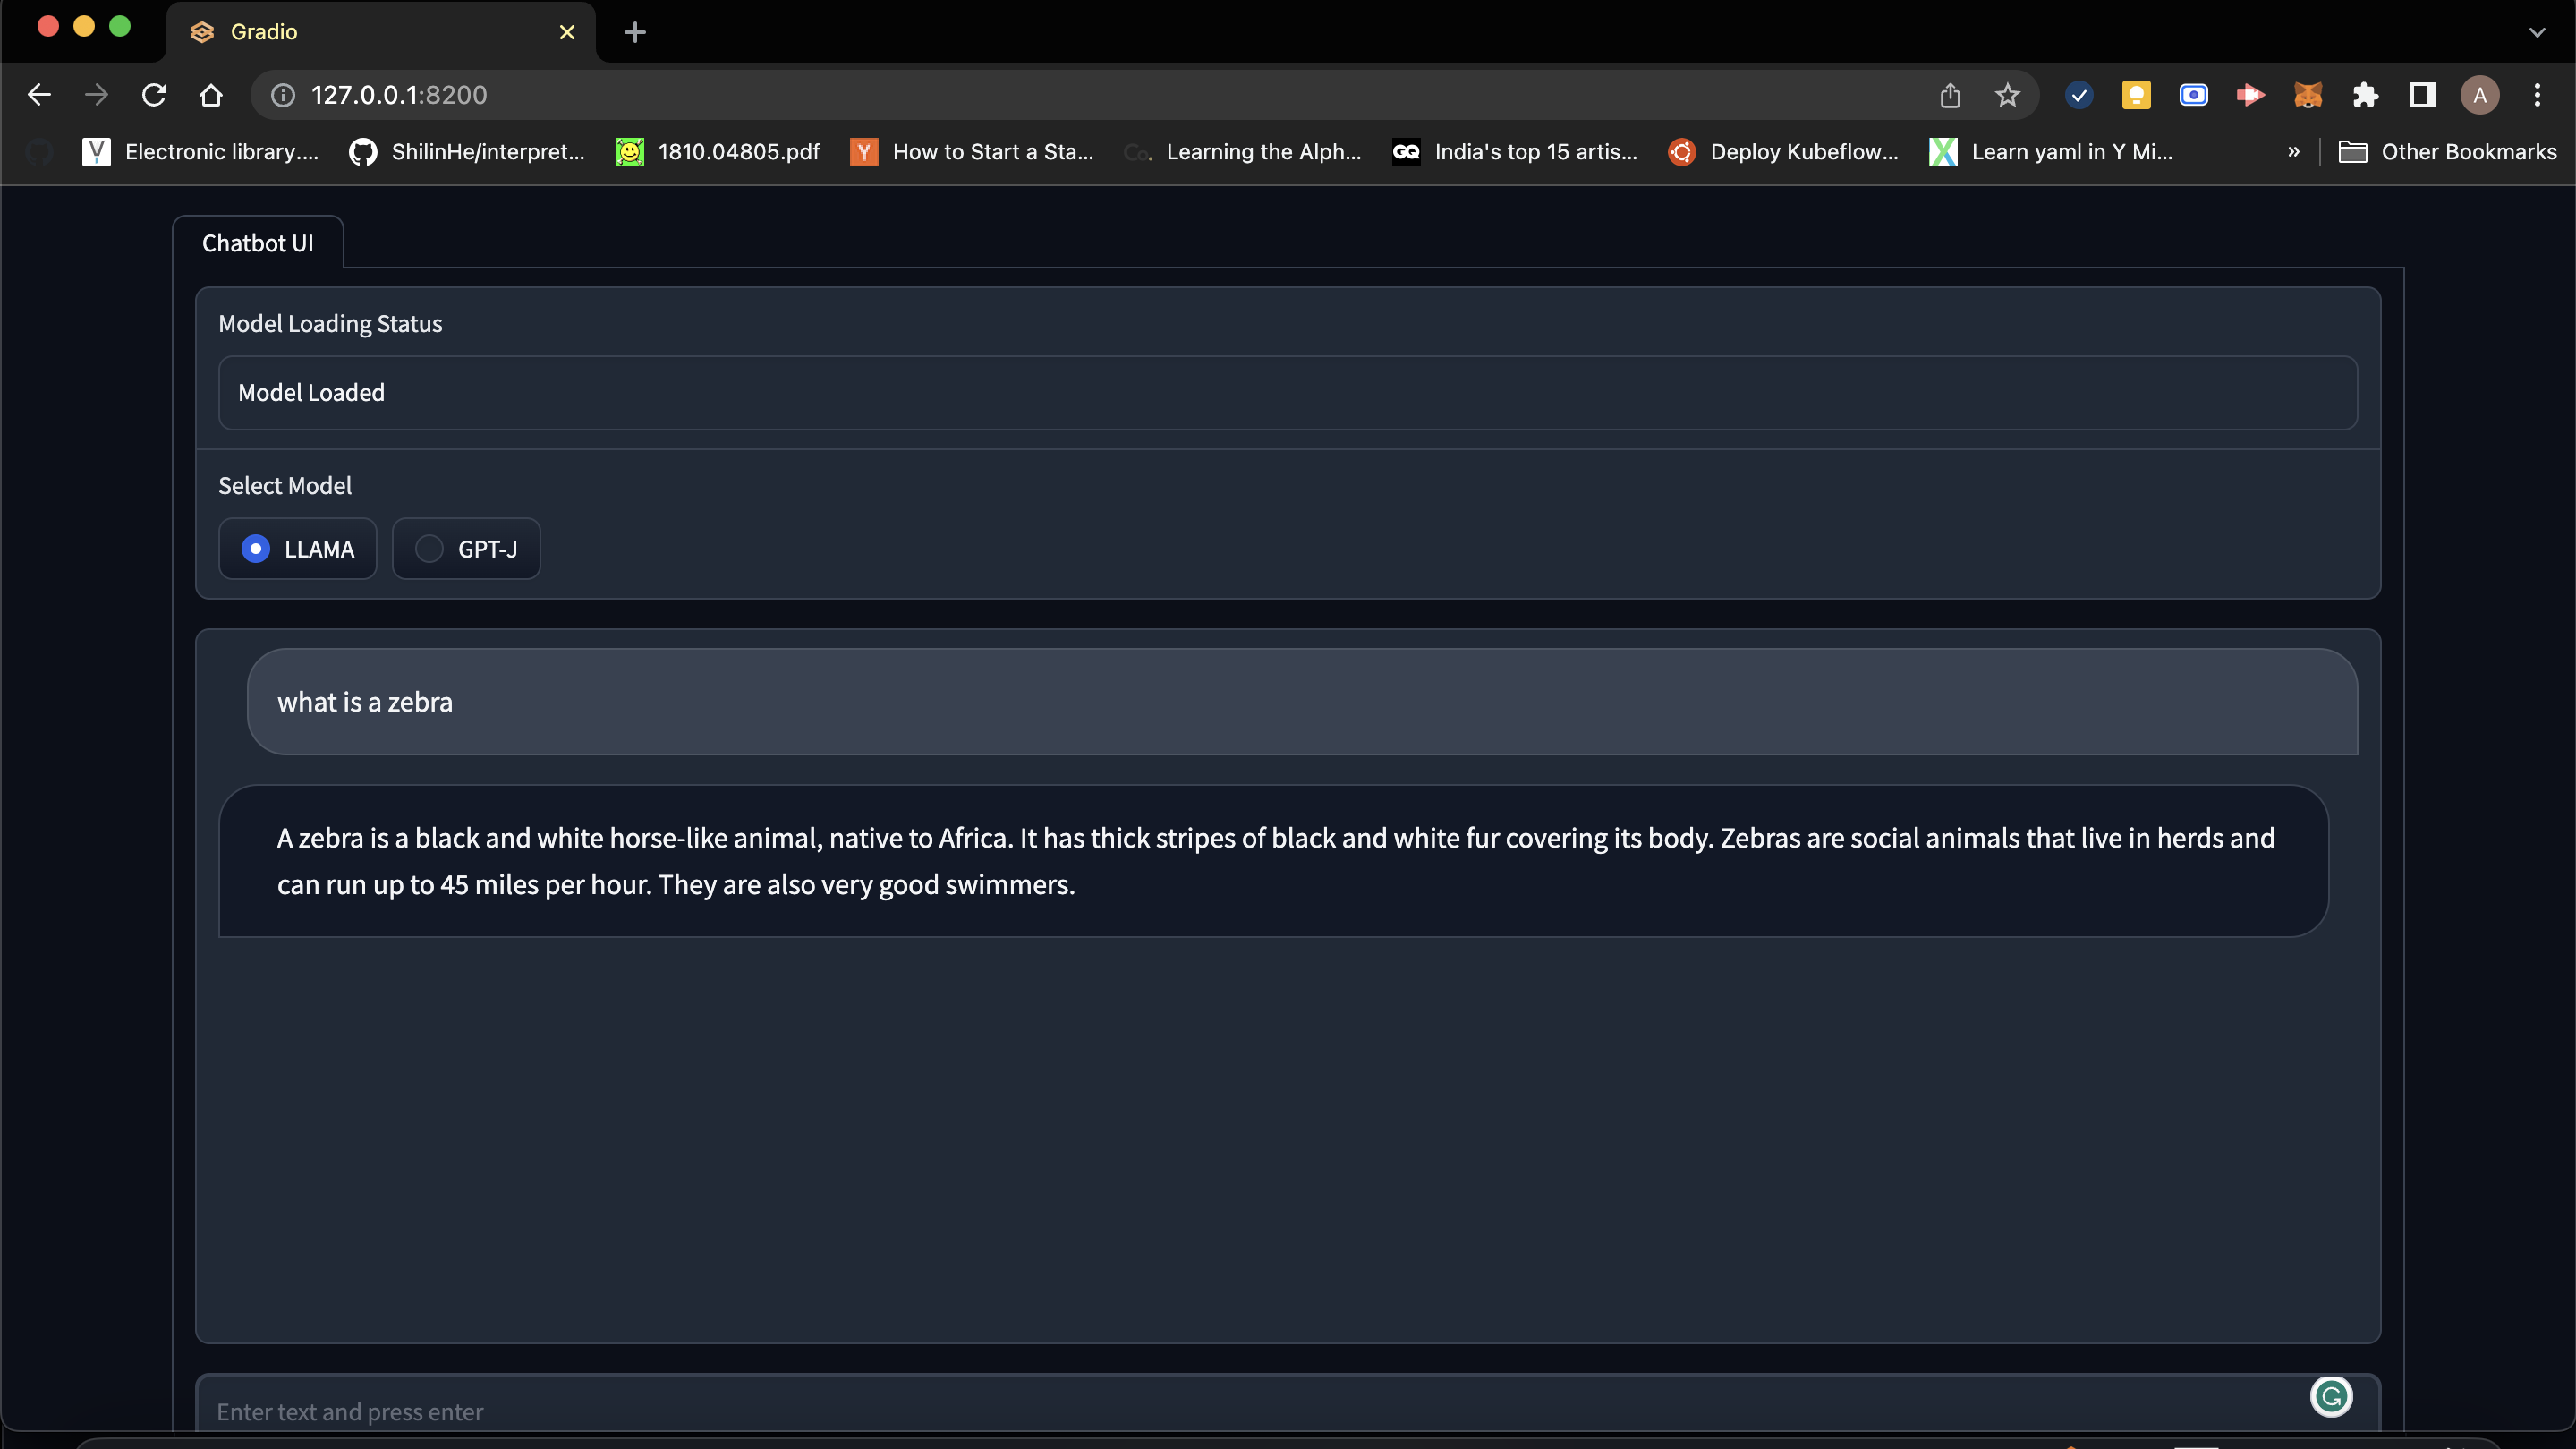 Gradio
127.0.0.1:8200
Electronic library.... ShilinHe/interpret... 1810.04805.pdf How to Start a Sta... Co. Learning the Alph... GQ India's top 15 artis... Deploy Kubeflow... Learn yaml in Y Mi... » Other Bookmarks
Chatbot UI
Model Loading Status
Model Loaded
Select Model
LLAMA GPT-J
what is a zebra
A zebra is a black and white horse-like animal, native to Africa. It has thick stripes of black and white fur covering its body. Zebras are social animals that live in herds and
can run up to 45 miles per hour. They are also very good swimmers.
Enter text and press enter